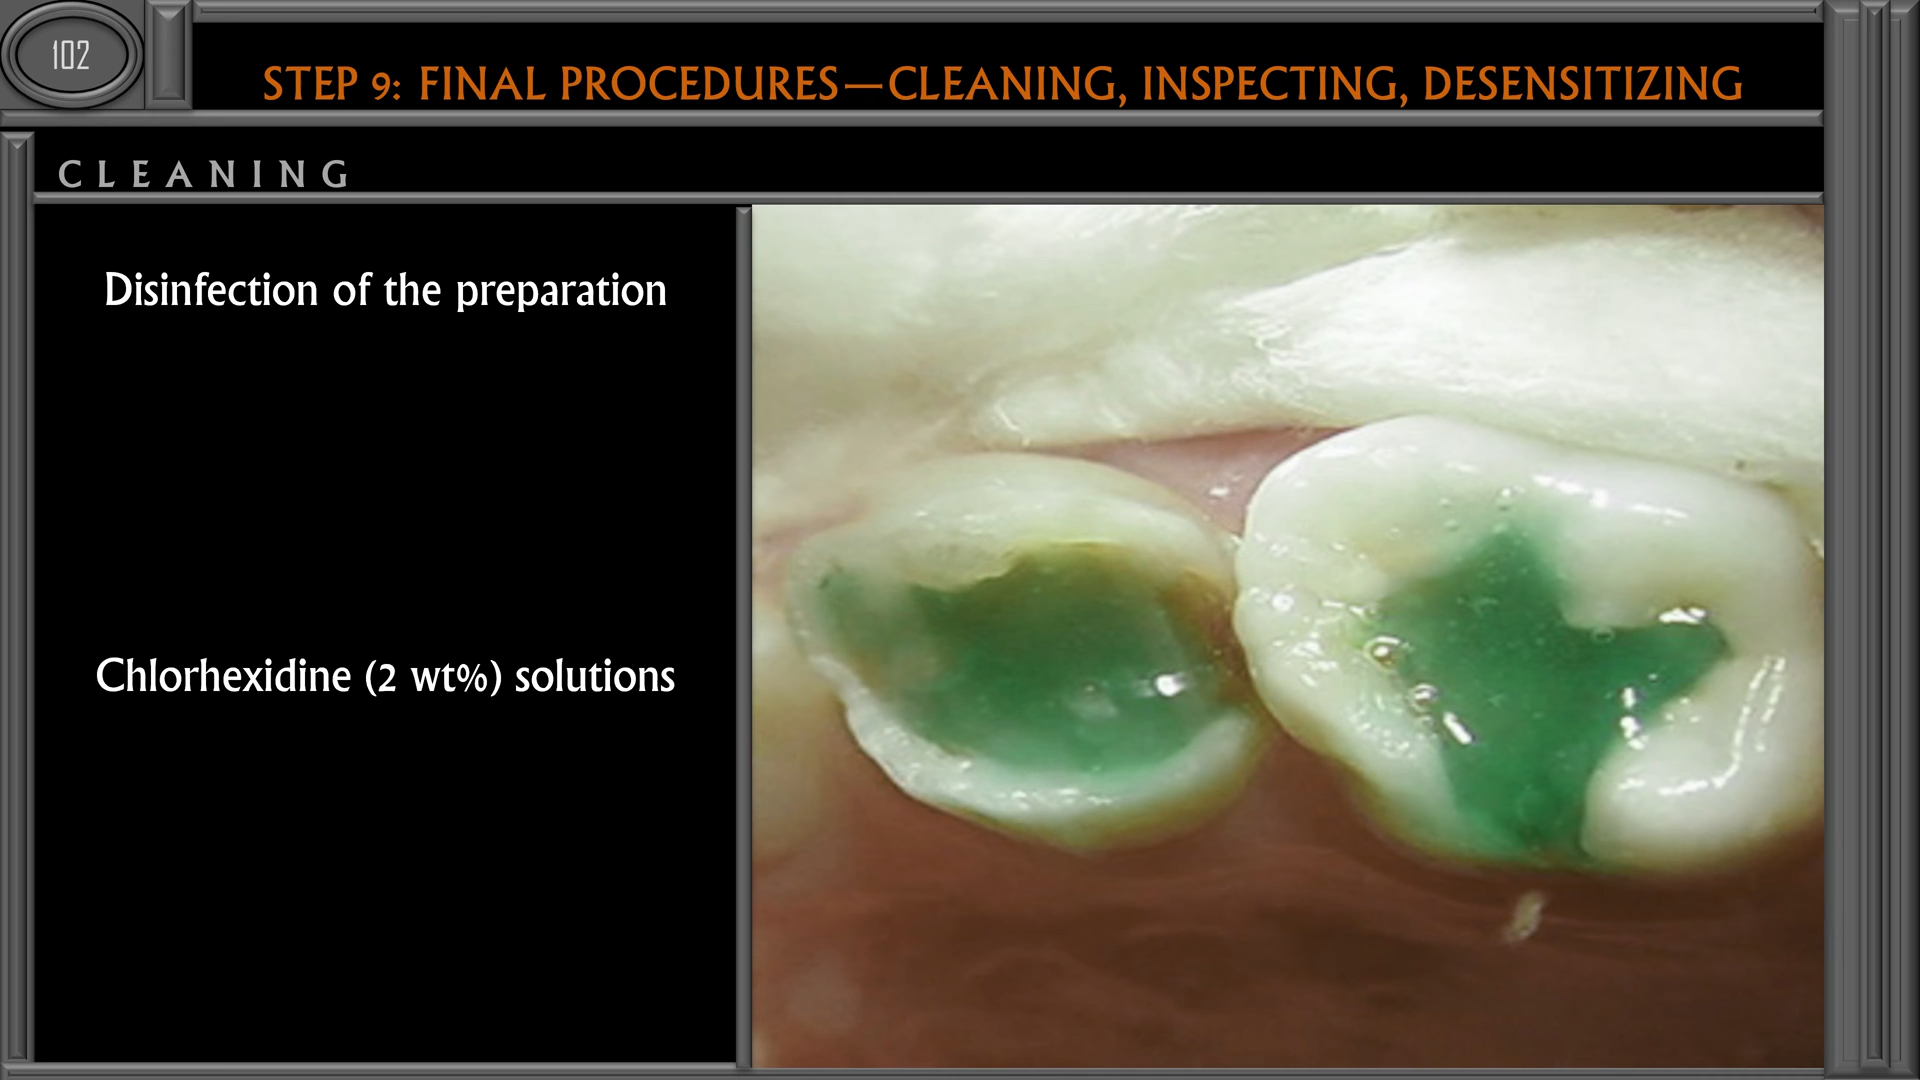 102
STEP 9: FINAL PROCEDURES—CLEANING, INSPECTING, DESENSITIZING
CLEANING
Disinfection of the preparation
Chlorhexidine (2 wt%) solutions